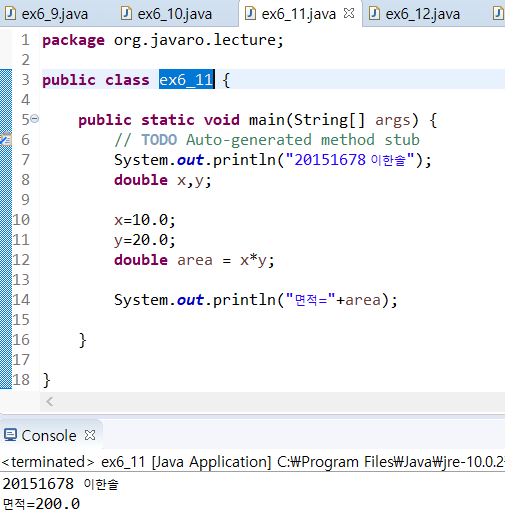 ex6_9.java ex6_10.java ex6_11.java ex6_12.java
1 package org.javaro.lecture;
2
3 public class ex6_11 {
4
5 public static void main(String[] args) {
6 // TODO Auto-generated method stub
7 System.out.println("20151678 이한솔");
8 double x,y;
9
10 x=10.0;
11 y=20.0;
12 double area = x*y;
13
14 System.out.println("면적="+area);
15
16 }
17
18 }
Console
<terminated> ex6_11 [Java Application] C:₩Program Files₩Java₩jre-10.0.2
20151678 이한솔
면적=200.0